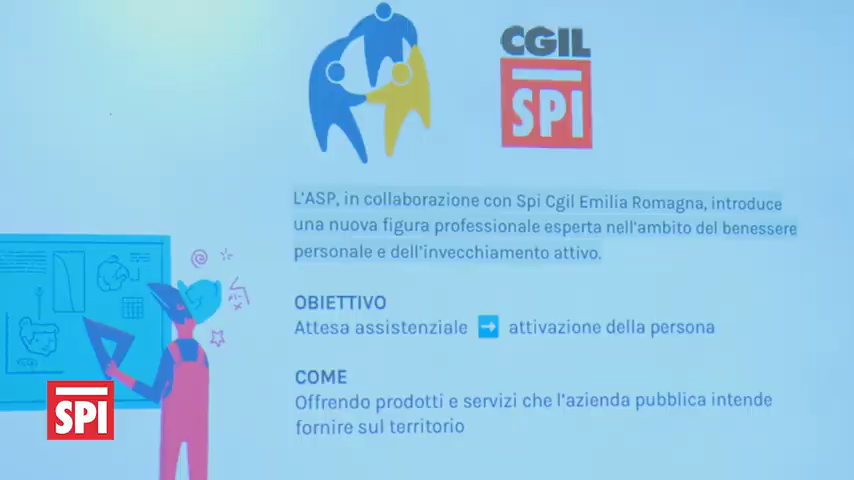 CGIL
SPI
L'ASP, in collaborazione con Spi Cgil Emilia Romagna, introduce
una nuova figura professionale esperta nell'ambito del benessere
personale e dell'invecchiamento attivo.
OBIETTIVO
Attesa assistenziale ➡ attivazione della persona
COME
Offrendo prodotti e servizi che l'azienda pubblica intende
fornire sul territorio
SPI